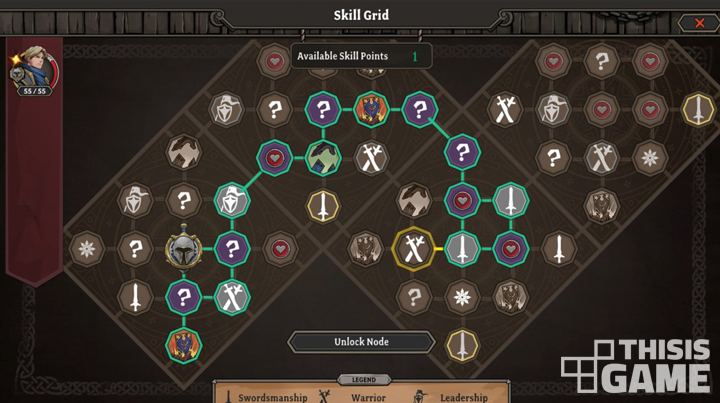 Skill Grid
Available Skill Points 1
55 / 55
?
? ? ?
? ?
?
? ?
? ?
Unlock Node
LEGEND
Swordsmanship Warrior Leadership
THISIS
GAME